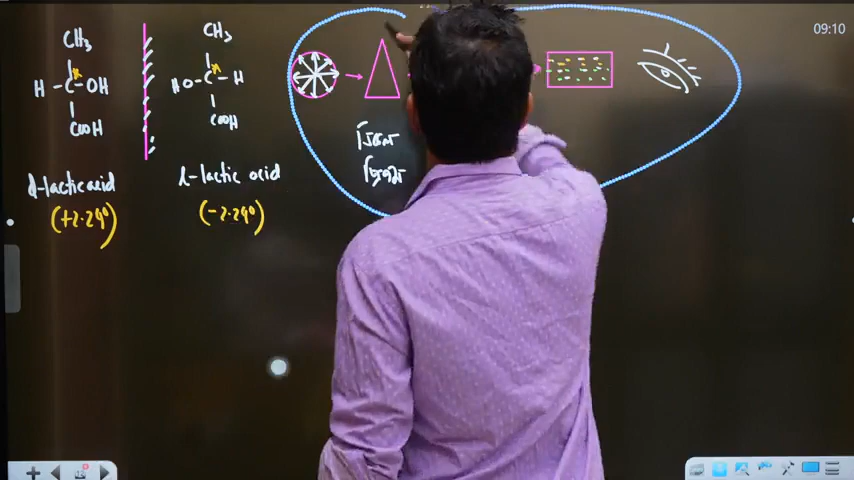 CH3
H - C - OH
COOH
d-lactic acid
(+2.24°)
CH3
HO - C - H
COOH
l-lactic acid
(-2.24°)
09:10